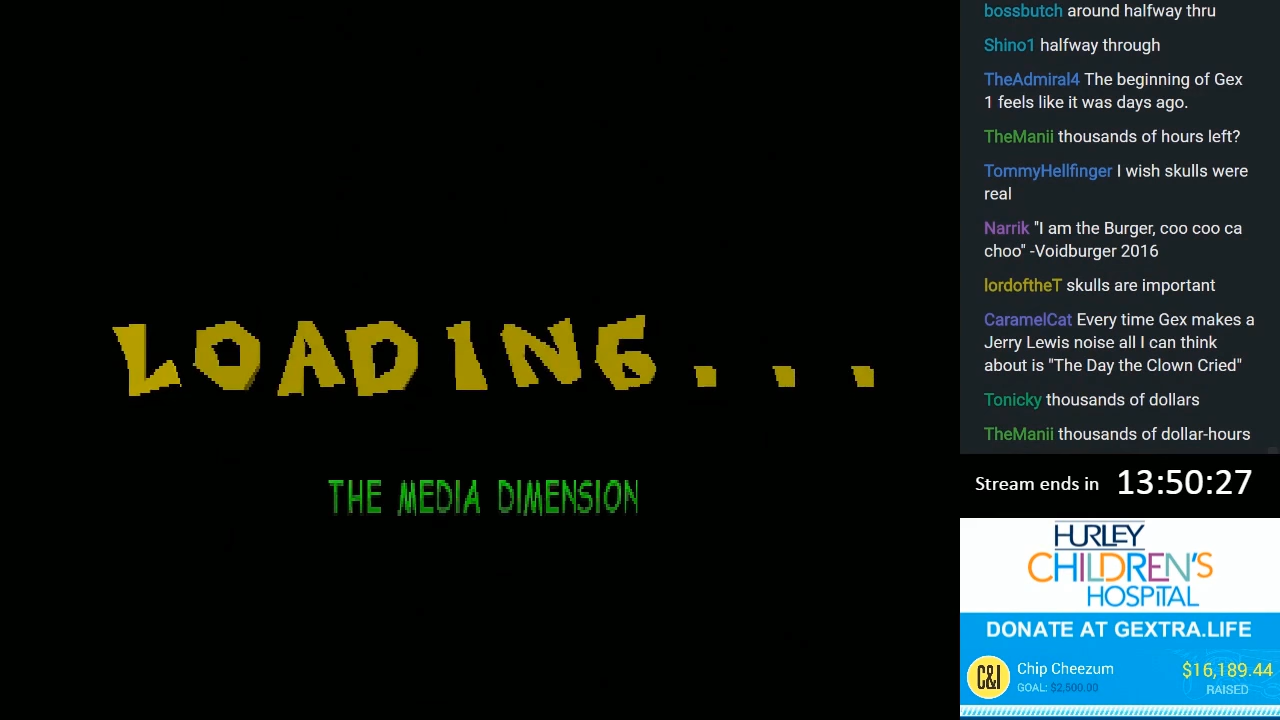 LOADING...
THE MEDIA DIMENSION
bossbutch around halfway thru
Shino1 halfway through
TheAdmiral4 The beginning of Gex
1 feels like it was days ago.
TheManii thousands of hours left?
TommyHellfinger I wish skulls were
real
Narrik "I am the Burger, coo coo ca
choo" -Voidburger 2016
lordoftheT skulls are important
CaramelCat Every time Gex makes a
Jerry Lewis noise all I can think
about is "The Day the Clown Cried"
Tonicky thousands of dollars
TheManii thousands of dollar-hours
Stream ends in 13:50:27
HURLEY
CHILDREN'S
HOSPITAL
DONATE AT GEXTRA.LIFE
C&I
Chip Cheezum $16,189.44
GOAL: $2,500.00 RAISED